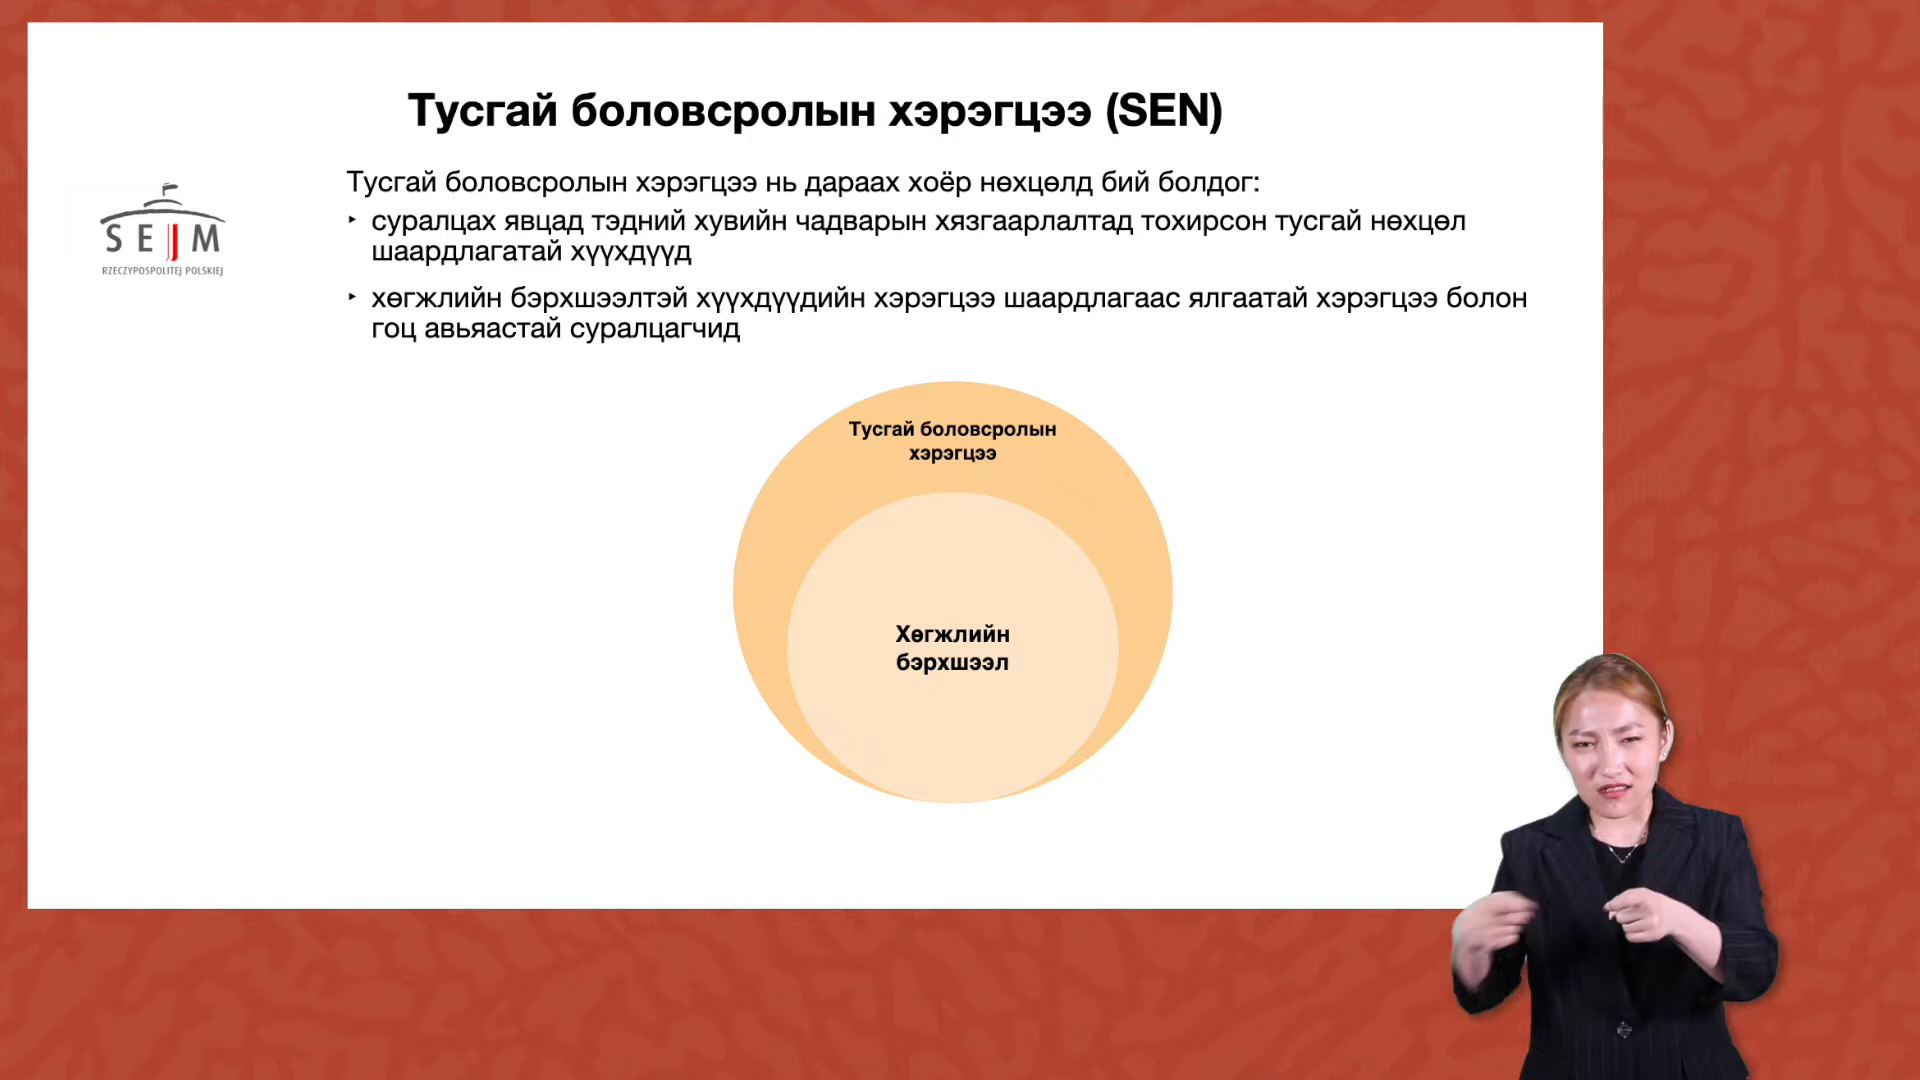 Тусгай боловсролын хэрэгцээ (SEN)
Тусгай боловсролын хэрэгцээ нь дараах хоёр нөхцөлд бий болдог:
‣ суралцах явцад тэдний хувийн чадварын хязгаарлалтад тохирсон тусгай нөхцөл
шаардлагатай хүүхдүүд
‣ хөгжлийн бэрхшээлтэй хүүхдүүдийн хэрэгцээ шаардлагаас ялгаатай хэрэгцээ болон
гоц авьяастай суралцагчид
SEJM
RZECZYPOSPOLITEJ POLSKIEJ
Тусгай боловсролын
хэрэгцээ
Хөгжлийн
бэрхшээл